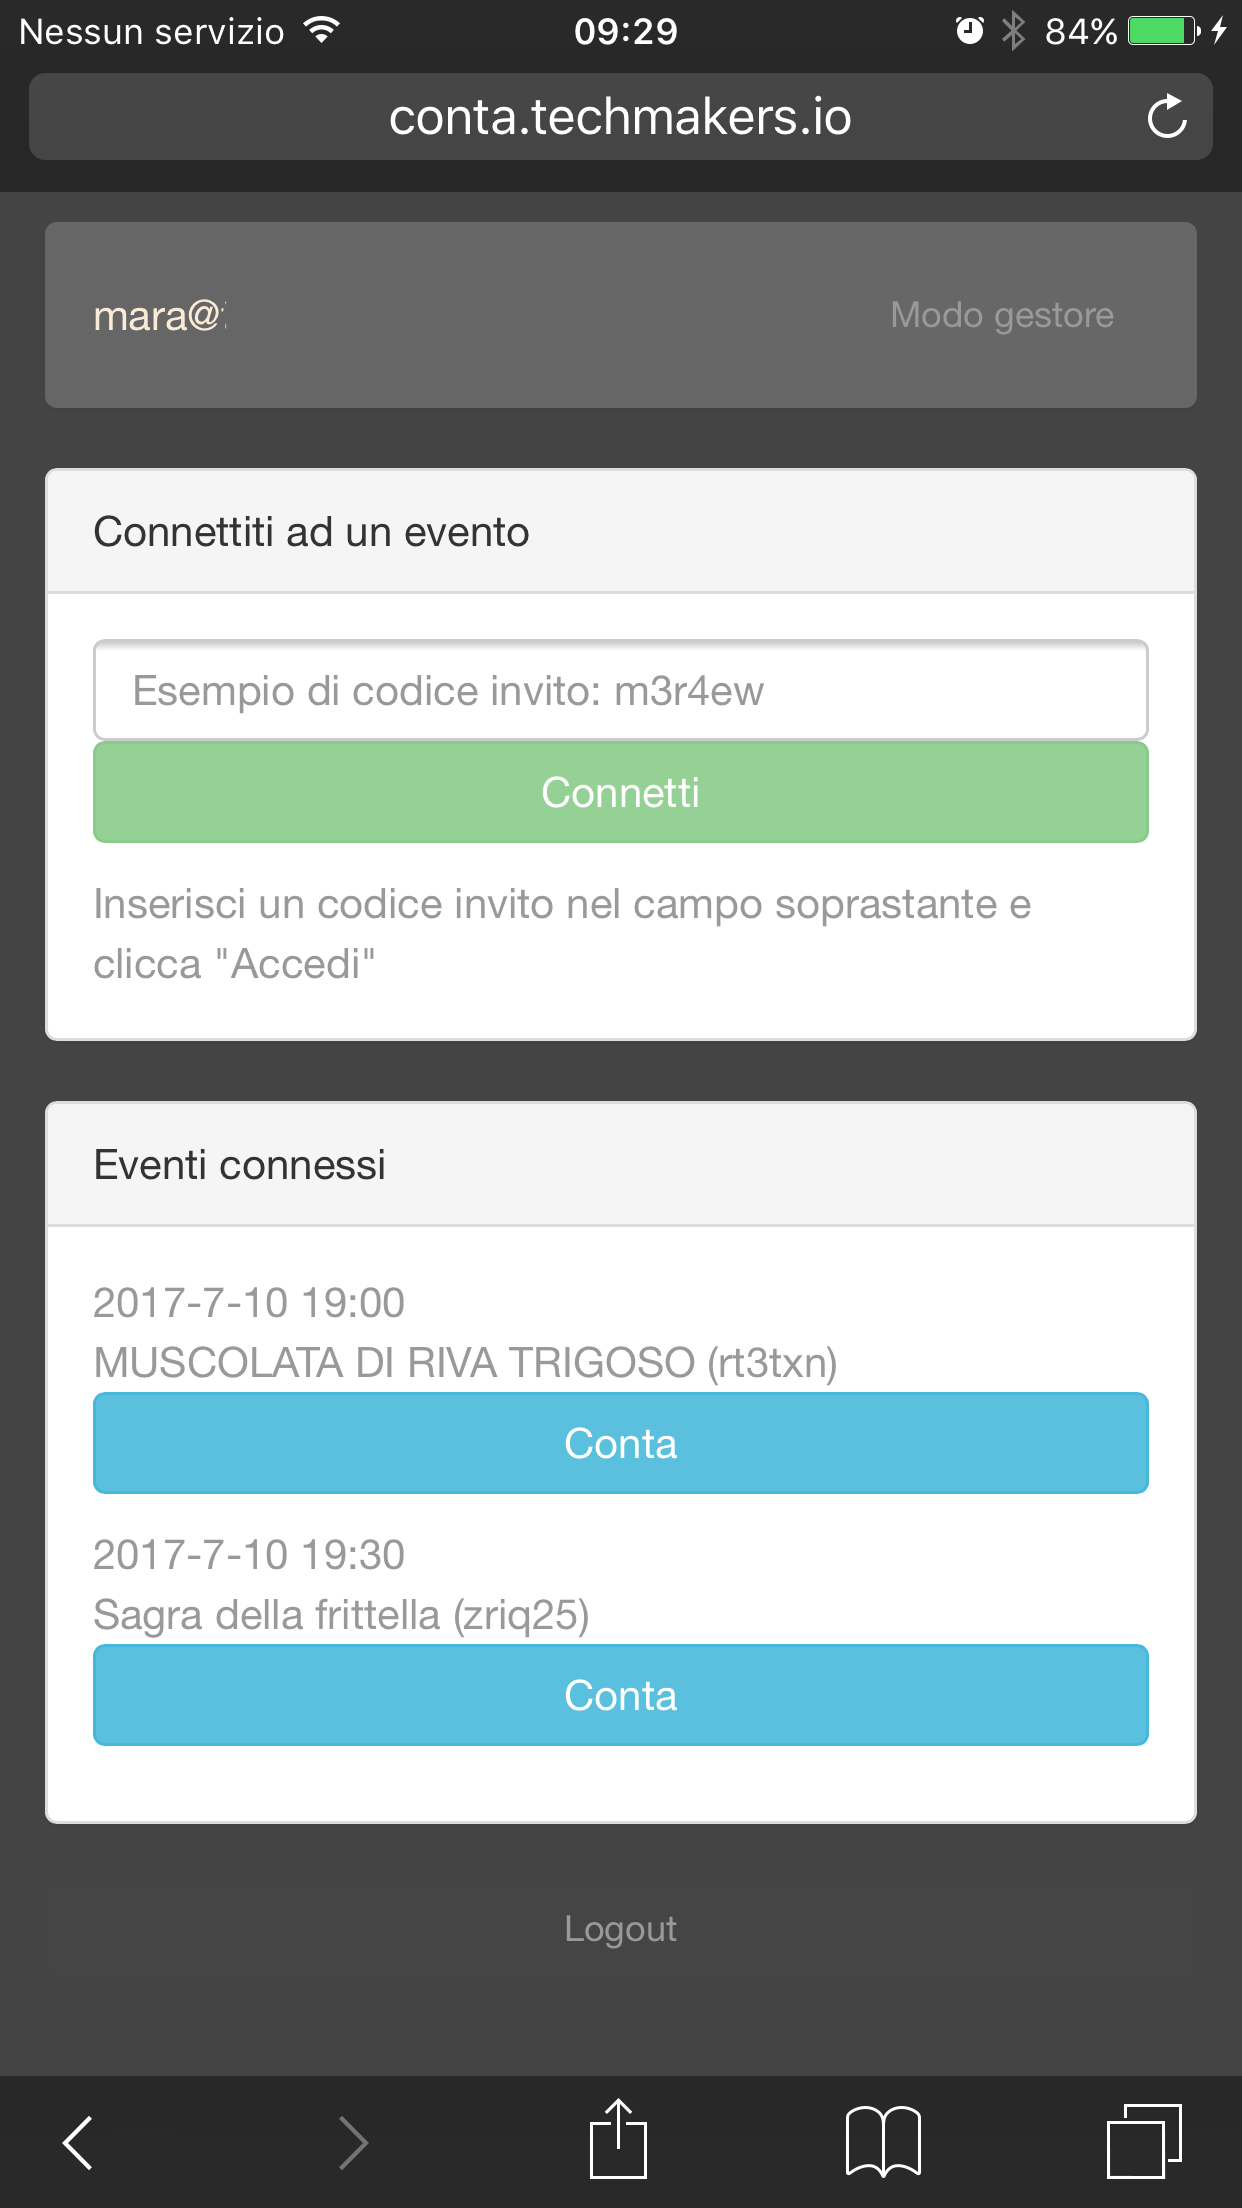 Nessun servizio 09:29 84%
conta.techmakers.io
mara@ Modo gestore
Connettiti ad un evento
Esempio di codice invito: m3r4ew
Connetti
Inserisci un codice invito nel campo soprastante e
clicca "Accedi"
Eventi connessi
2017-7-10 19:00
MUSCOLATA DI RIVA TRIGOSO (rt3txn)
Conta
2017-7-10 19:30
Sagra della frittella (zriq25)
Conta
Logout